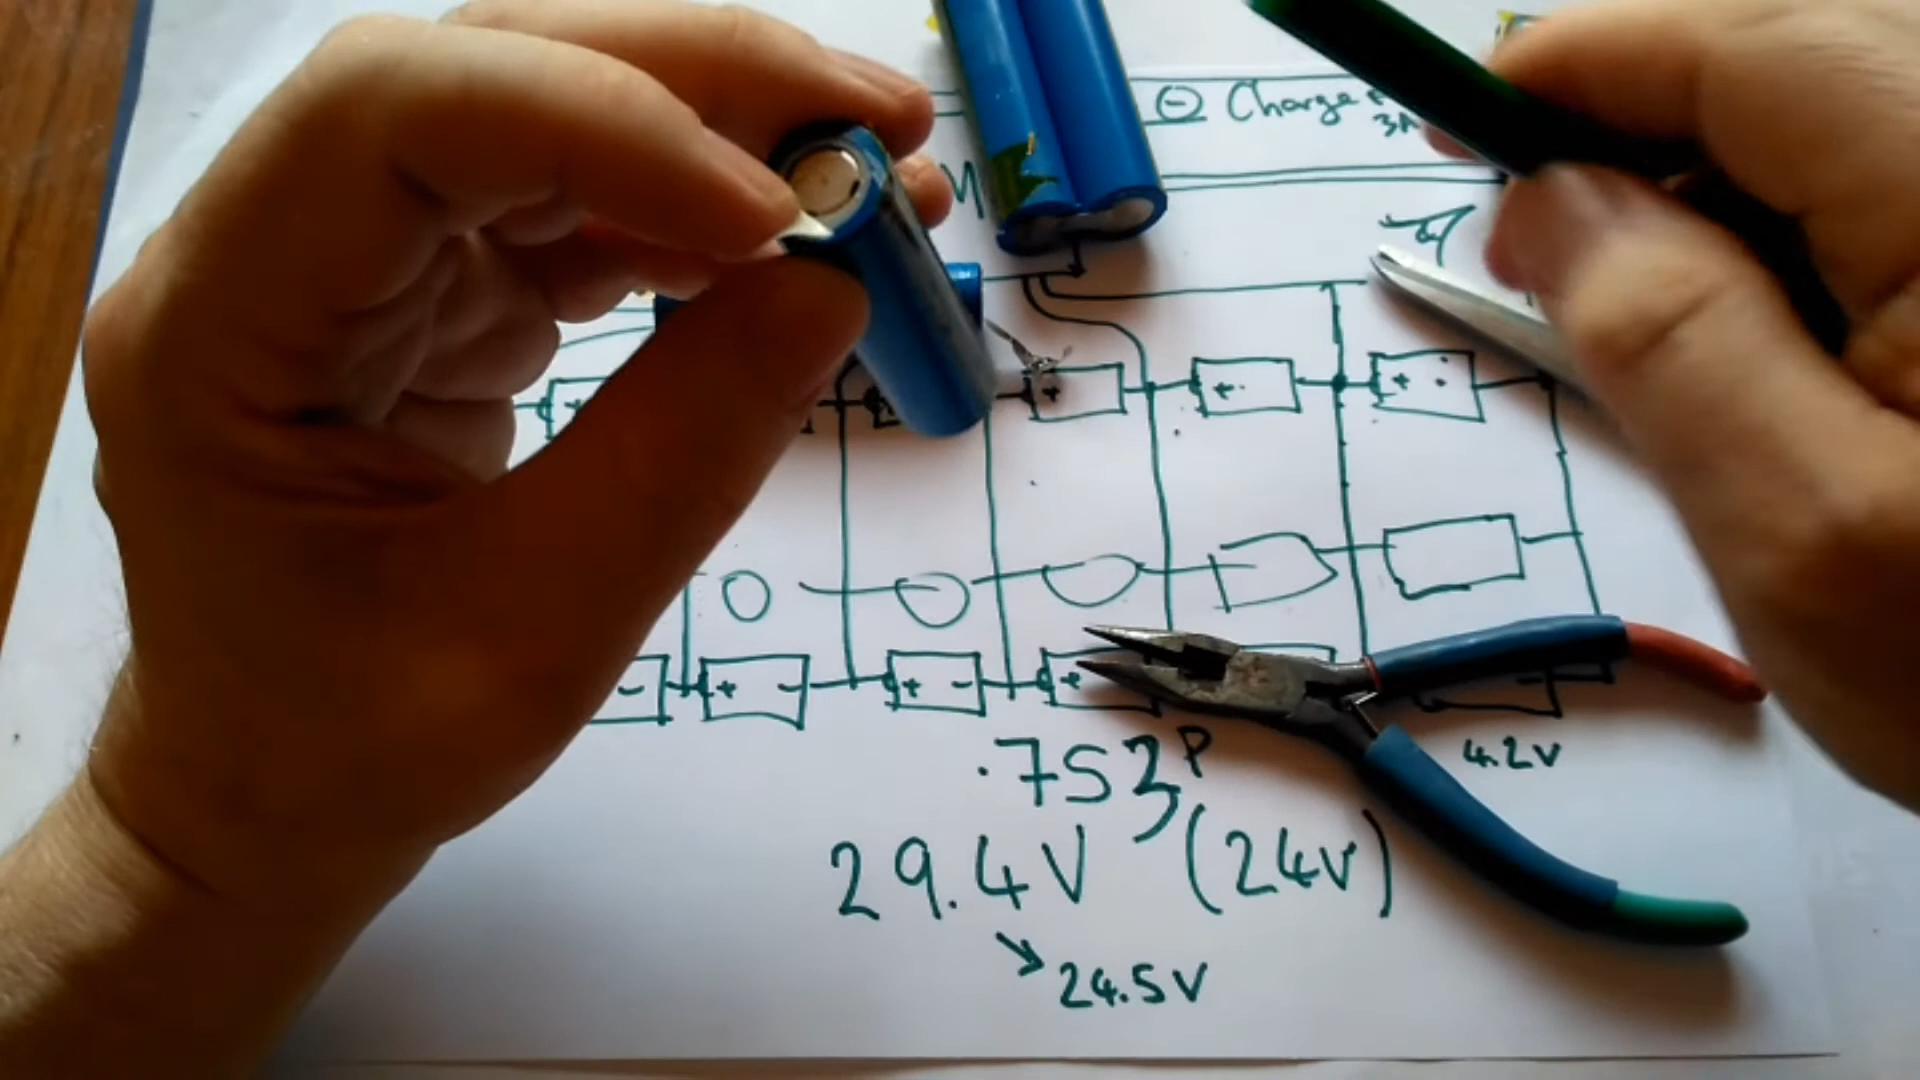 ⊖ Charge
3A
7S3P
4.2V
29.4V (24V)
↘ 24.5V